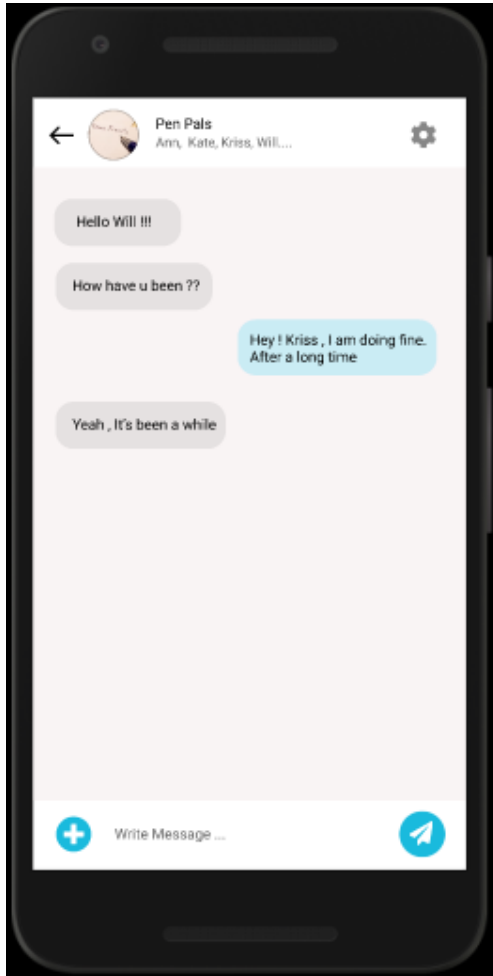 Pen Pals
Ann, Kate, Kriss, Will....
Hello Will !!!
How have u been ??
Hey ! Kriss , I am doing fine.
After a long time
Yeah , It's been a while
Write Message ...